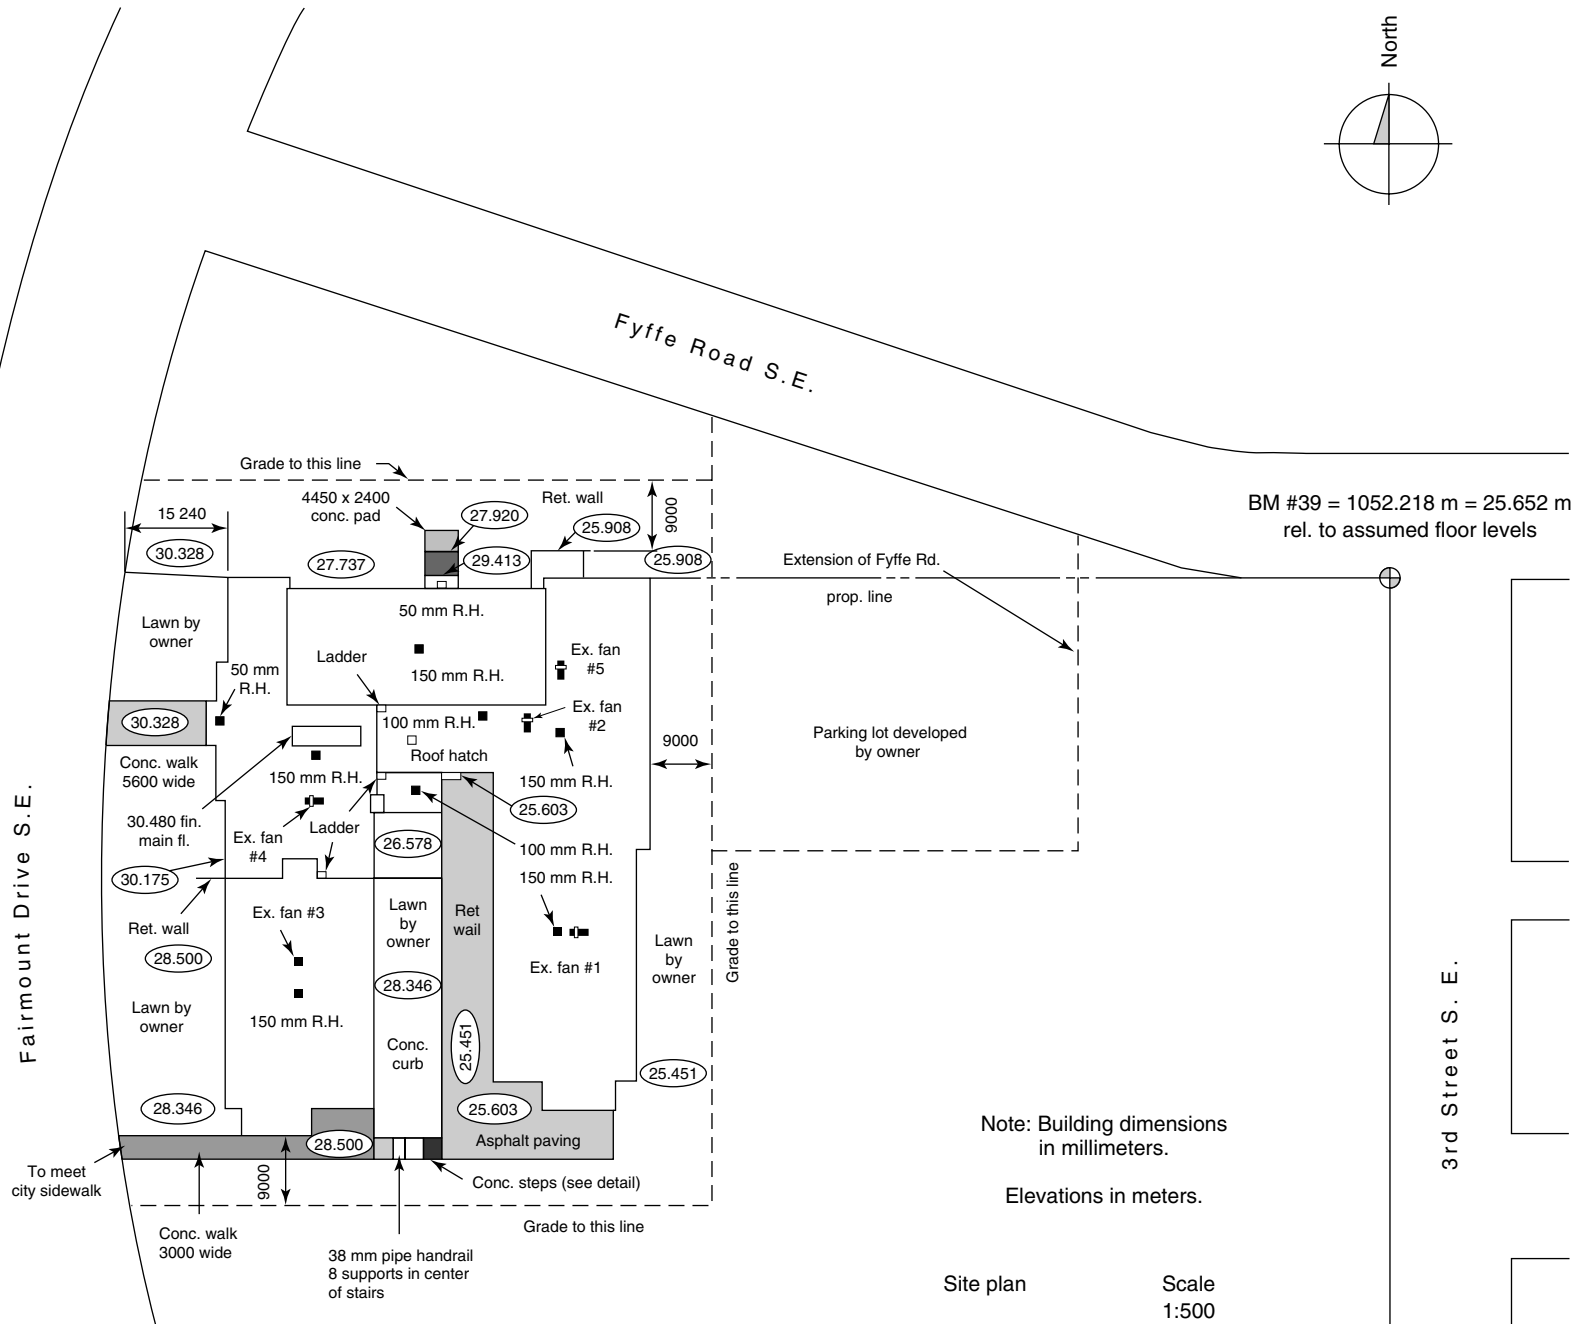 North
Fyffe Road S.E.
Grade to this line
4450 x 2400
conc. pad
Ret. wall
15 240
27.920
25.908
9000
BM #39 = 1052.218 m = 25.652 m
rel. to assumed floor levels
30.328
27.737
29.413
25.908
Extension of Fyffe Rd.
prop. line
50 mm R.H.
Lawn by
owner
Ladder
Ex. fan
#5
50 mm
R.H.
150 mm R.H.
30.328
100 mm R.H.
Ex. fan
#2
Roof hatch
9000
Parking lot developed
by owner
Conc. walk
5600 wide
150 mm R.H.
150 mm R.H.
25.603
30.480 fin.
main fl.
Ex. fan
#4
Ladder
26.578
100 mm R.H.
30.175
150 mm R.H.
Fairmount Drive S.E.
Ret. wall
Ex. fan #3
Lawn
by
owner
Ret
wail
Grade to this line
28.500
Ex. fan #1
Lawn
by
owner
28.346
Lawn by
owner
150 mm R.H.
Conc.
curb
25.451
25.451
3rd Street S. E.
28.346
25.603
28.500
Asphalt paving
Note: Building dimensions
in millimeters.
To meet
city sidewalk
9000
Conc. steps (see detail)
Elevations in meters.
Grade to this line
Conc. walk
3000 wide
38 mm pipe handrail
8 supports in center
of stairs
Site plan
Scale
1:500